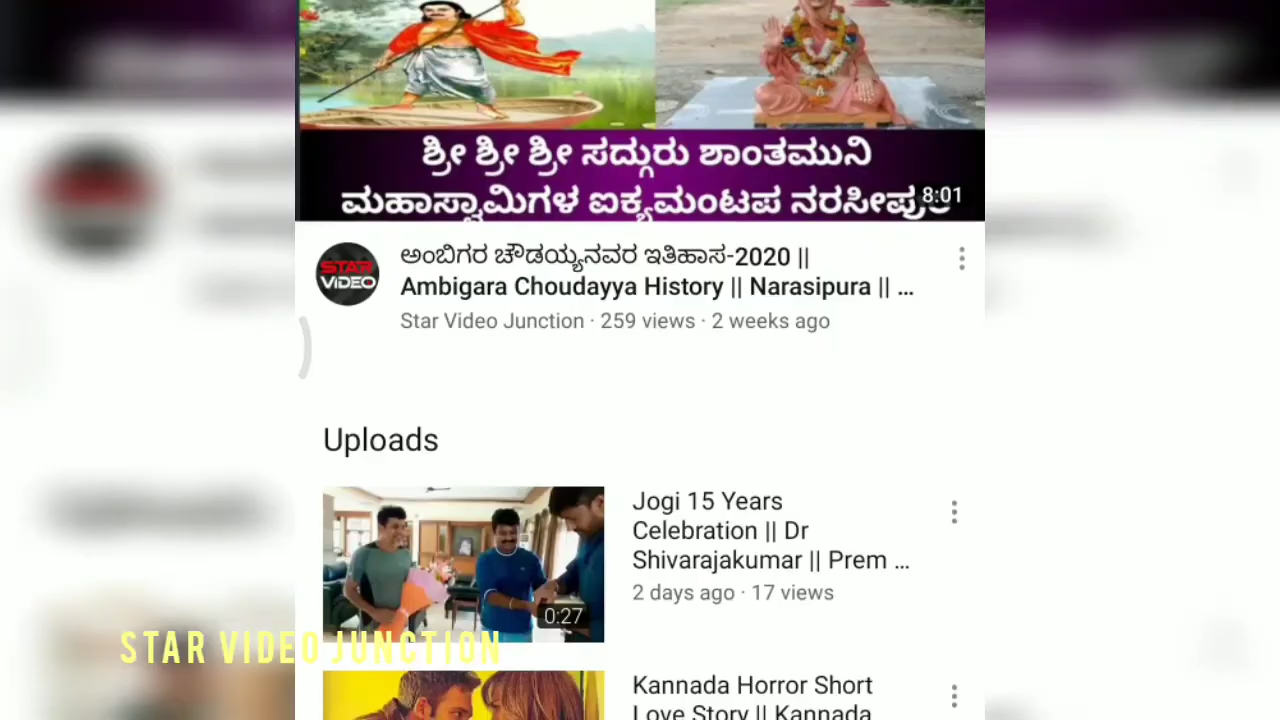 ಶ್ರೀ ಶ್ರೀ ಶ್ರೀ ಸದ್ಗುರು ಶಾಂತಮುನಿ
ಮಹಾಸ್ವಾಮಿಗಳ ಐಕ್ಯಮಂಟಪ
8:01
STAR
VIDEO
ಅಂಬಿಗರ ಚೌಡಯ್ಯನವರ ಇತಿಹಾಸ-2020 ||
Ambigara Choudayya History || Narasipura || ...
Star Video Junction · 259 views · 2 weeks ago
Uploads
Jogi 15 Years
Celebration || Dr
Shivarajakumar || Prem ...
2 days ago · 17 views
0:27
STAR VIDEO JUNCTION
Kannada Horror Short
Love Story || Kannada